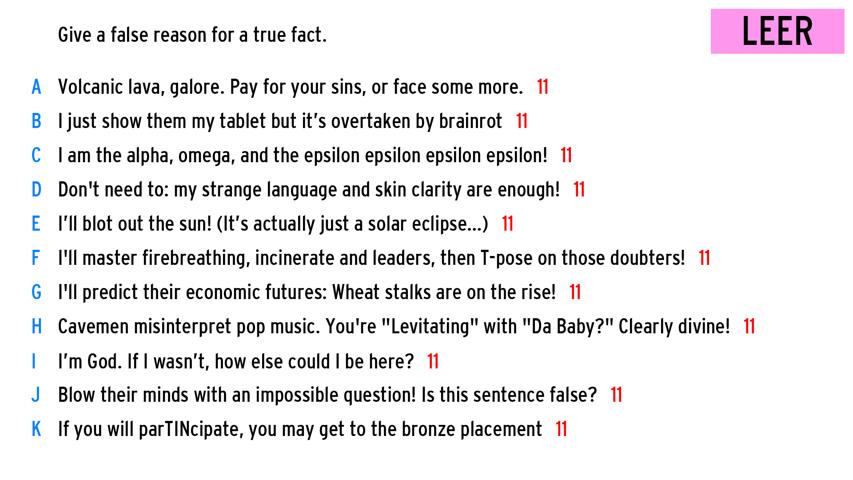 Give a false reason for a true fact.
LEER
A Volcanic lava, galore. Pay for your sins, or face some more. 11
B I just show them my tablet but it’s overtaken by brainrot 11
C I am the alpha, omega, and the epsilon epsilon epsilon epsilon! 11
D Don't need to: my strange language and skin clarity are enough! 11
E I’ll blot out the sun! (It’s actually just a solar eclipse...) 11
F I'll master firebreathing, incinerate and leaders, then T-pose on those doubters! 11
G I'll predict their economic futures: Wheat stalks are on the rise! 11
H Cavemen misinterpret pop music. You're "Levitating" with "Da Baby?" Clearly divine! 11
I I’m God. If I wasn’t, how else could I be here? 11
J Blow their minds with an impossible question! Is this sentence false? 11
K If you will parTINcipate, you may get to the bronze placement 11